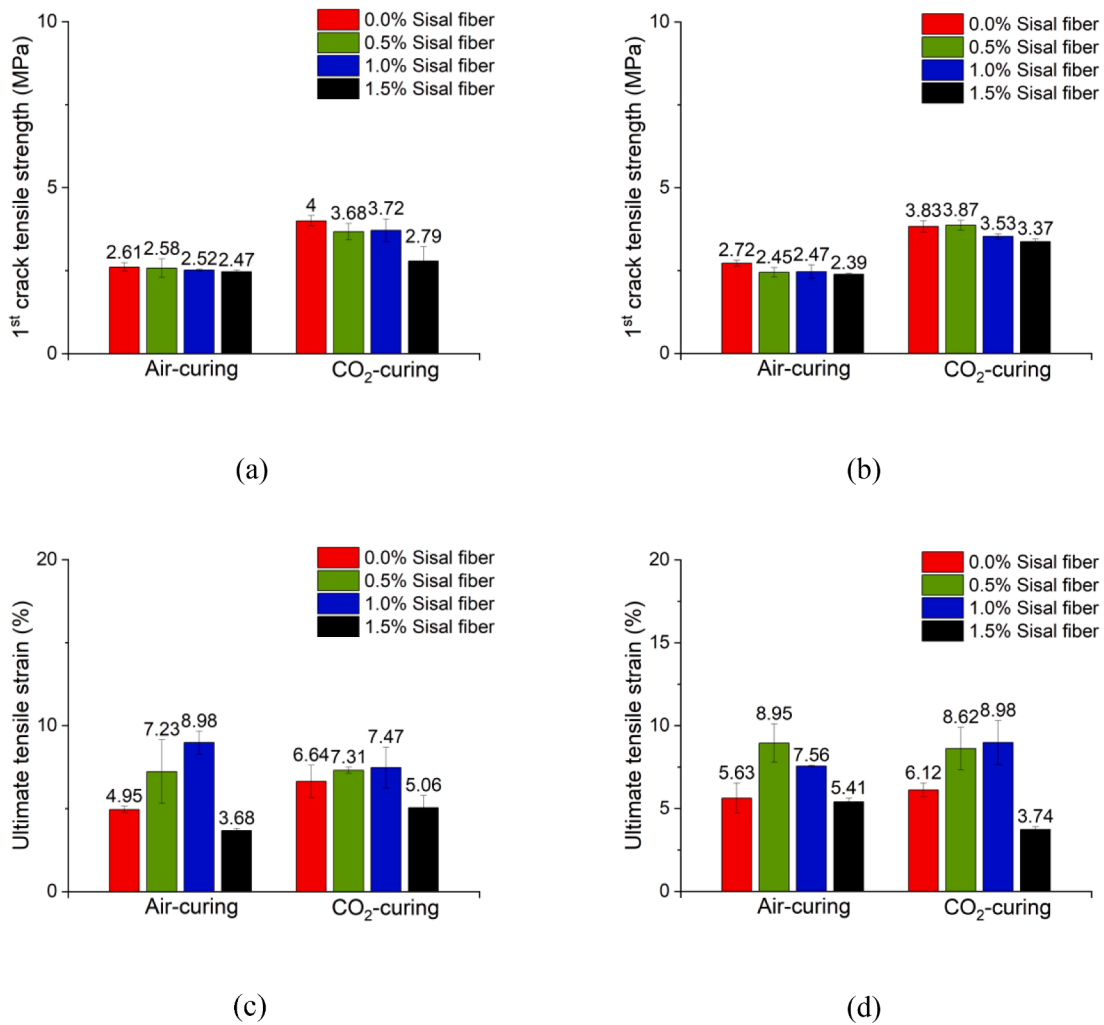 10
5
0
1st crack tensile strength (MPa)
0.0% Sisal fiber
0.5% Sisal fiber
1.0% Sisal fiber
1.5% Sisal fiber
2.61 2.58 2.52 2.47
4 3.68 3.72 2.79
Air-curing CO2-curing
(a)
10
5
0
1st crack tensile strength (MPa)
0.0% Sisal fiber
0.5% Sisal fiber
1.0% Sisal fiber
1.5% Sisal fiber
2.72 2.45 2.47 2.39
3.83 3.87 3.53 3.37
Air-curing CO2-curing
(b)
20
15
10
5
0
Ultimate tensile strain (%)
0.0% Sisal fiber
0.5% Sisal fiber
1.0% Sisal fiber
1.5% Sisal fiber
4.95 7.23 8.98 3.68
6.64 7.31 7.47 5.06
Air-curing CO2-curing
(c)
20
15
10
5
0
Ultimate tensile strain (%)
0.0% Sisal fiber
0.5% Sisal fiber
1.0% Sisal fiber
1.5% Sisal fiber
5.63 8.95 7.56 5.41
6.12 8.62 8.98 3.74
Air-curing CO2-curing
(d)